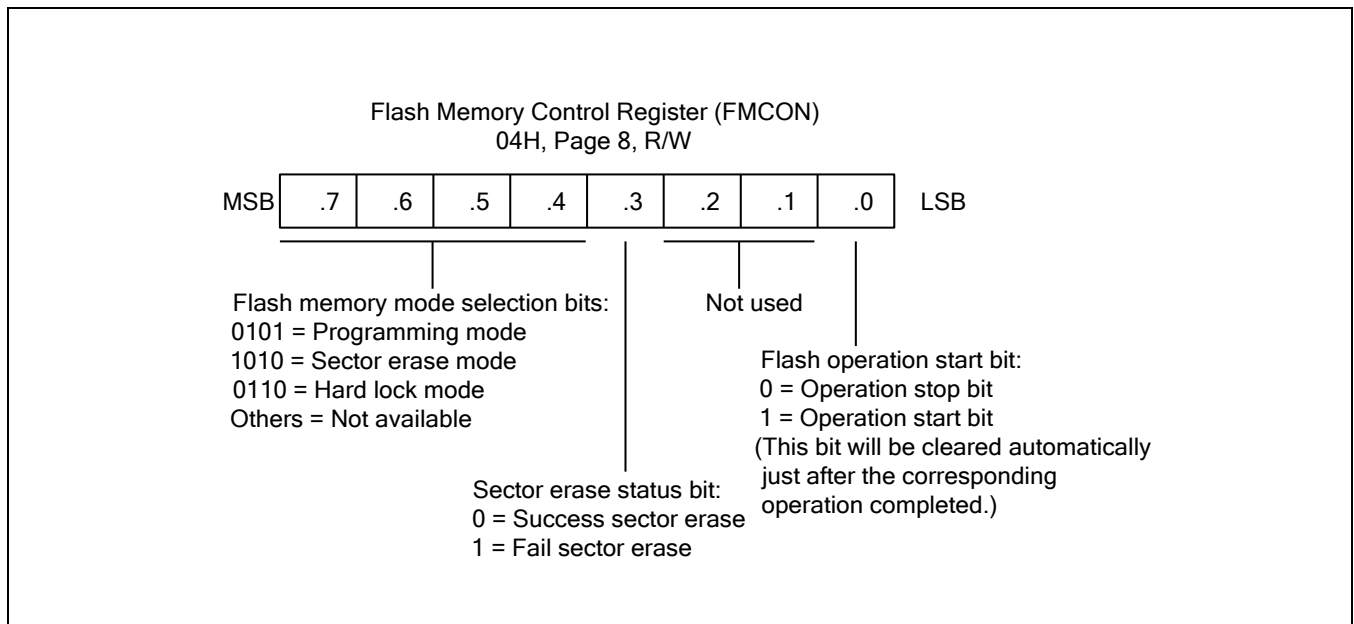 Flash Memory Control Register (FMCON)
04H, Page 8, R/W
MSB .7 .6 .5 .4 .3 .2 .1 .0 LSB
Flash memory mode selection bits:
0101 = Programming mode
1010 = Sector erase mode
0110 = Hard lock mode
Others = Not available
Not used
Flash operation start bit:
0 = Operation stop bit
1 = Operation start bit
(This bit will be cleared automatically
just after the corresponding
operation completed.)
Sector erase status bit:
0 = Success sector erase
1 = Fail sector erase